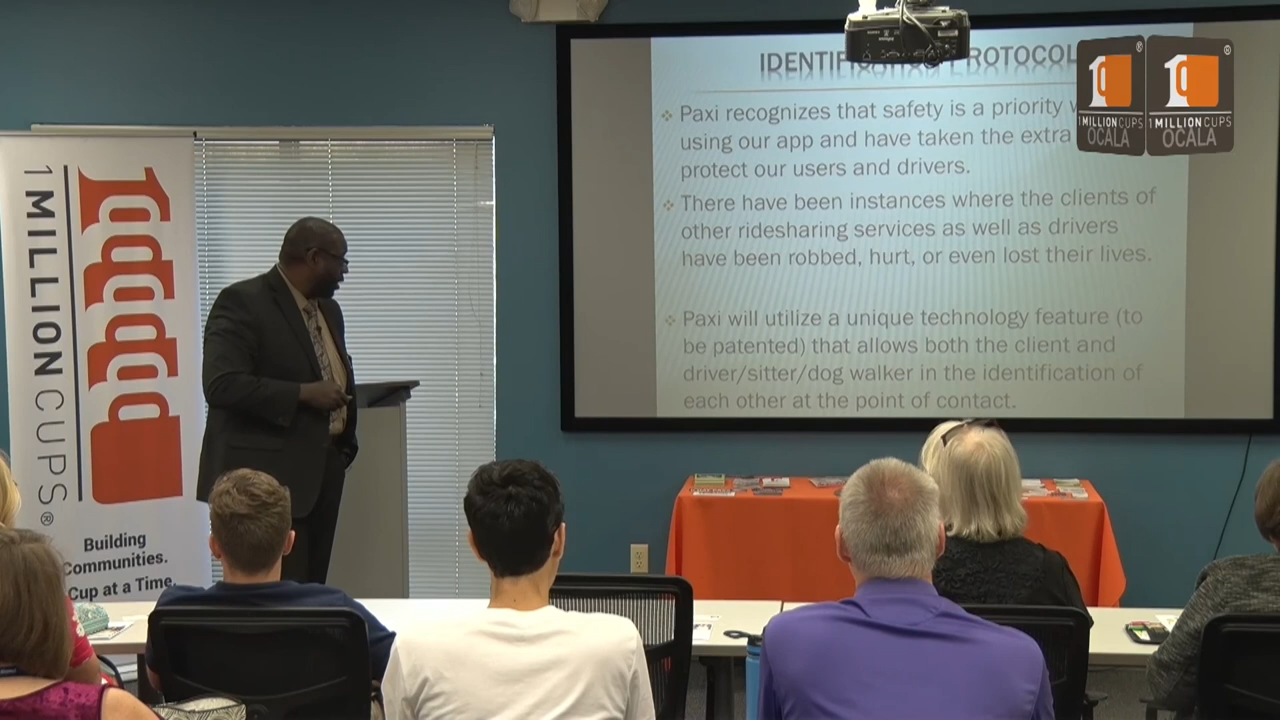 IDENTIFICATION PROTOCOL
Paxi recognizes that safety is a priority
using our app and have taken the extra
protect our users and drivers.
There have been instances where the clients of
other ridesharing services as well as drivers
have been robbed, hurt, or even lost their lives.
Paxi will utilize a unique technology feature (to
be patented) that allows both the client and
driver/sitter/dog walker in the identification of
each other at the point of contact.
1 MILLION CUPS
OCALA
1 MILLION CUPS
OCALA
1 MILLION CUPS®
Building
Communities.
Cup at a Time.